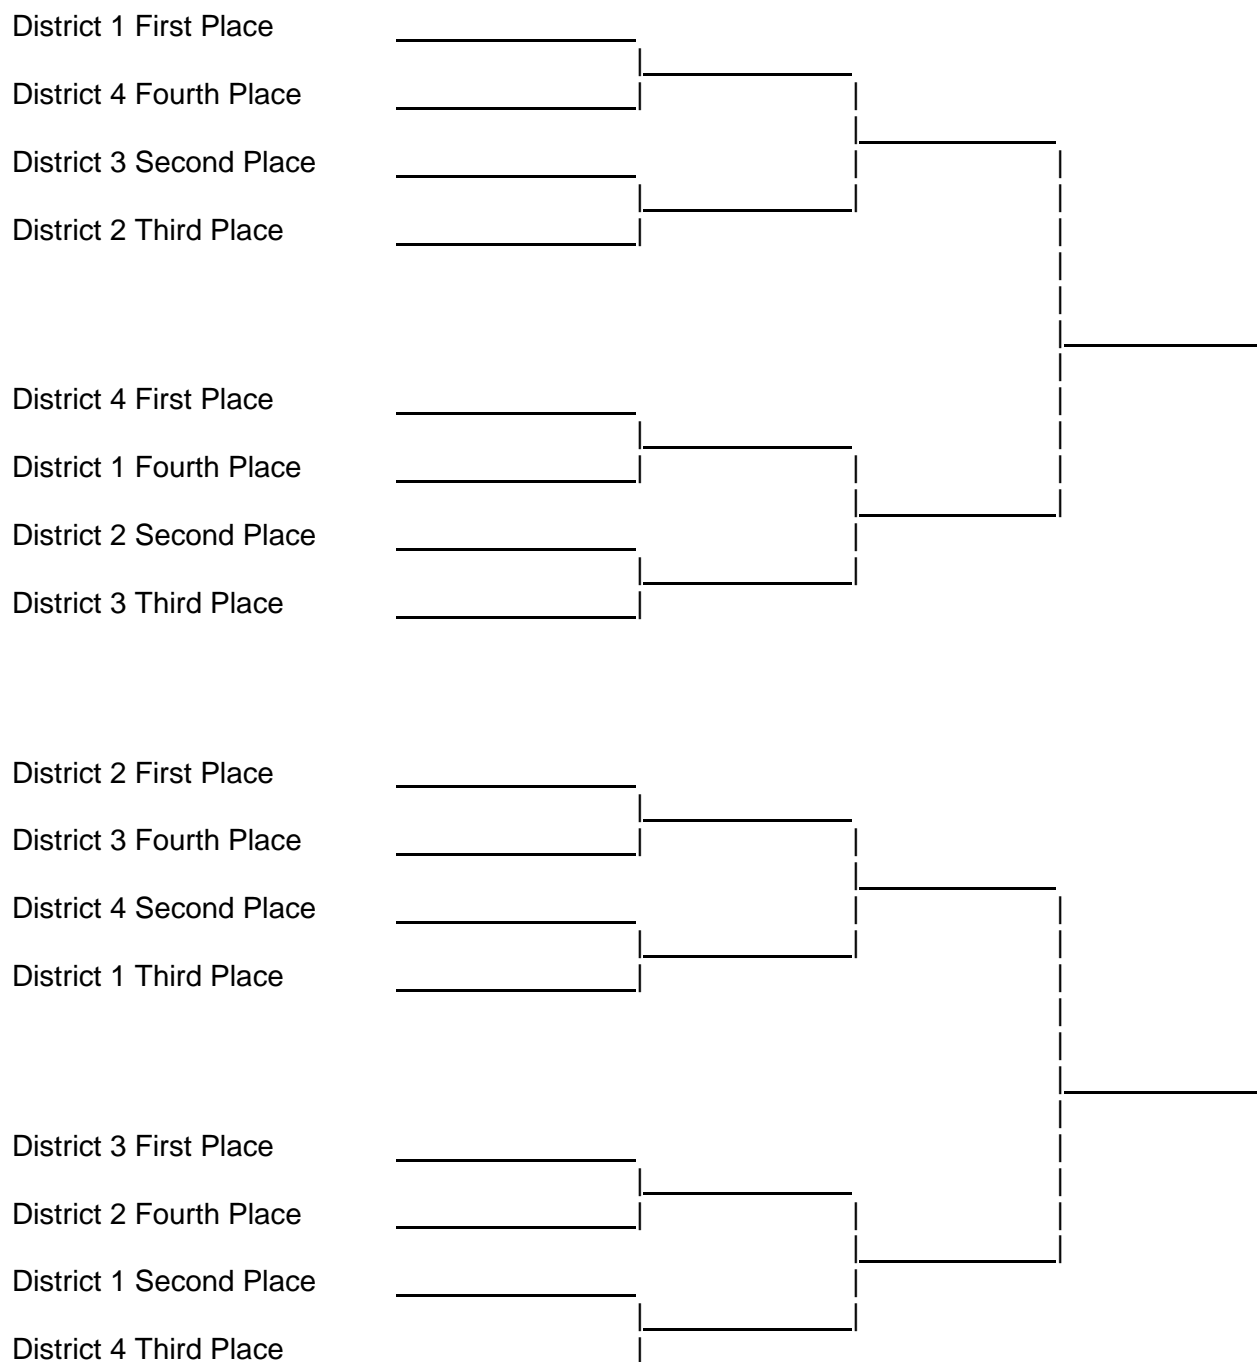 District 1 First Place
District 4 Fourth Place
District 3 Second Place
District 2 Third Place
District 4 First Place
District 1 Fourth Place
District 2 Second Place
District 3 Third Place
District 2 First Place
District 3 Fourth Place
District 4 Second Place
District 1 Third Place
District 3 First Place
District 2 Fourth Place
District 1 Second Place
District 4 Third Place